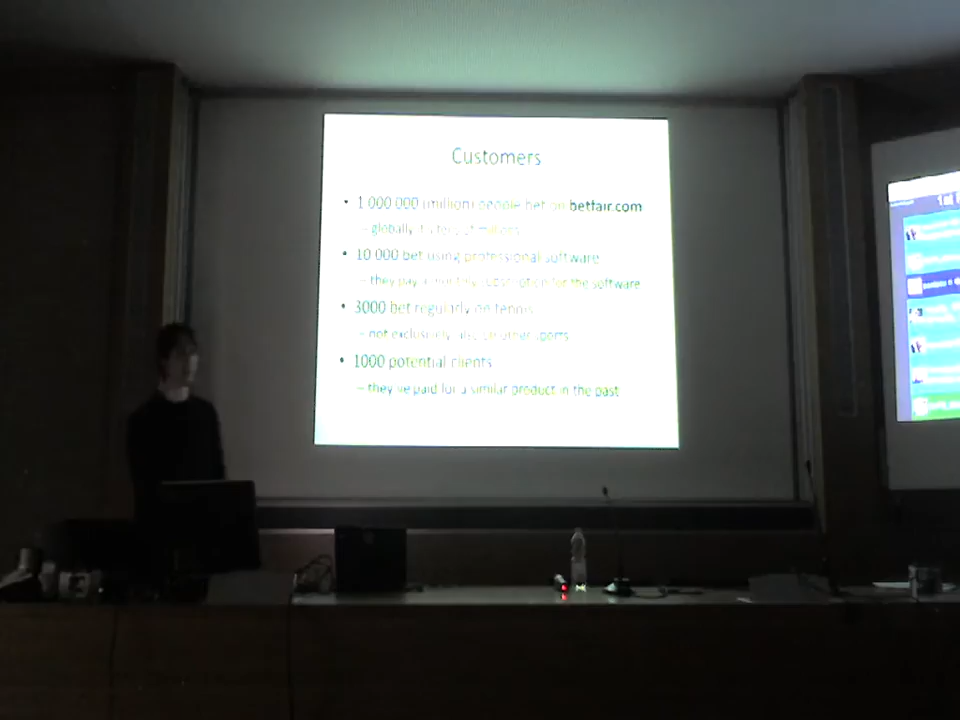 Customers
• 1 000 000 (million) people bet on betfair.com
– globally it's tens of millions
• 10 000 bet using professional software
– they pay a monthly subscription for the software
• 3000 bet regularly on tennis
– not exclusively, also on other sports
• 1000 potential clients
– they've paid for a similar product in the past
1st